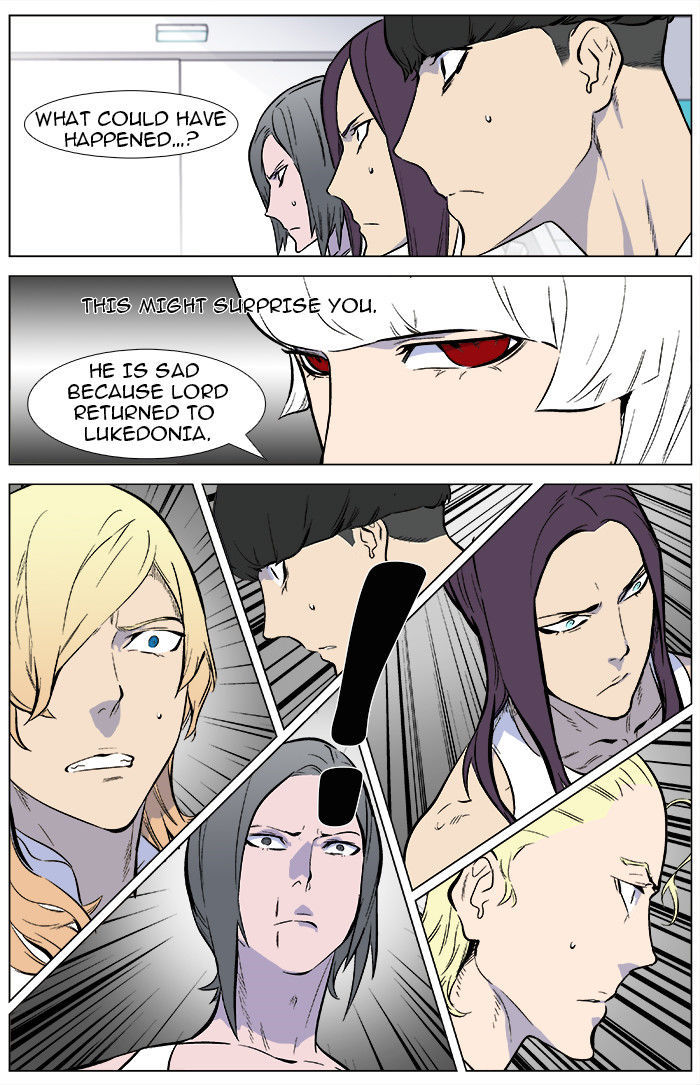 WHAT COULD HAVE
HAPPENED...?
THIS MIGHT SURPRISE YOU.
HE IS SAD
BECAUSE LORD
RETURNED TO
LUKEDONIA.
!